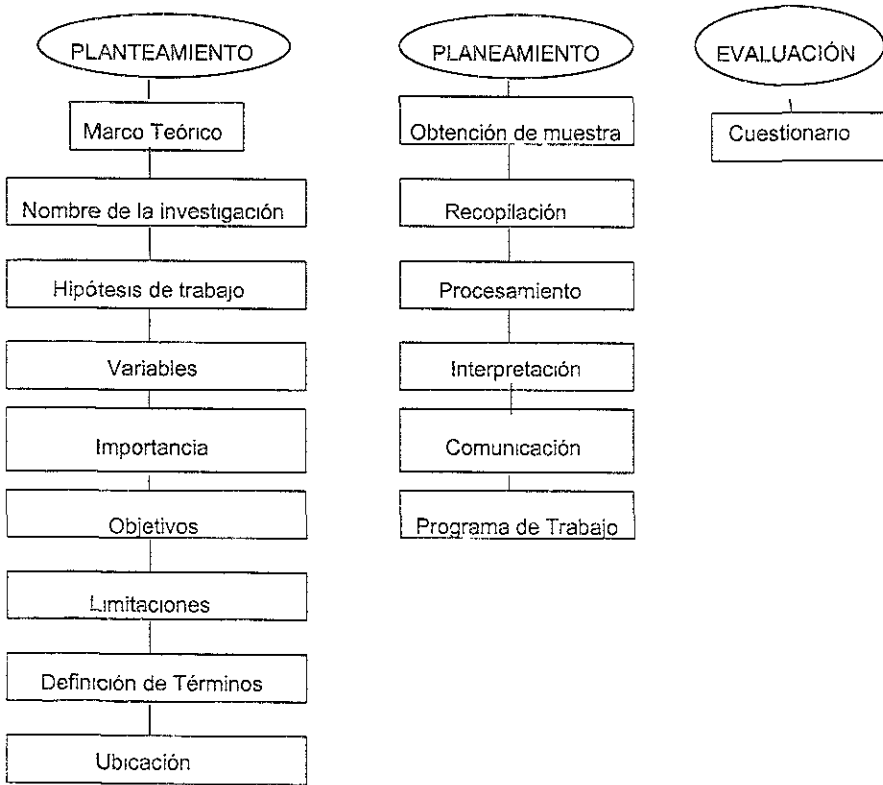 PLANTEAMIENTO
Marco Teórico
Nombre de la investigación
Hipótesis de trabajo
Variables
Importancia
Objetivos
Limitaciones
Definición de Términos
Ubicación
PLANEAMIENTO
Obtención de muestra
Recopilación
Procesamiento
Interpretación
Comunicación
Programa de Trabajo
EVALUACIÓN
Cuestionario